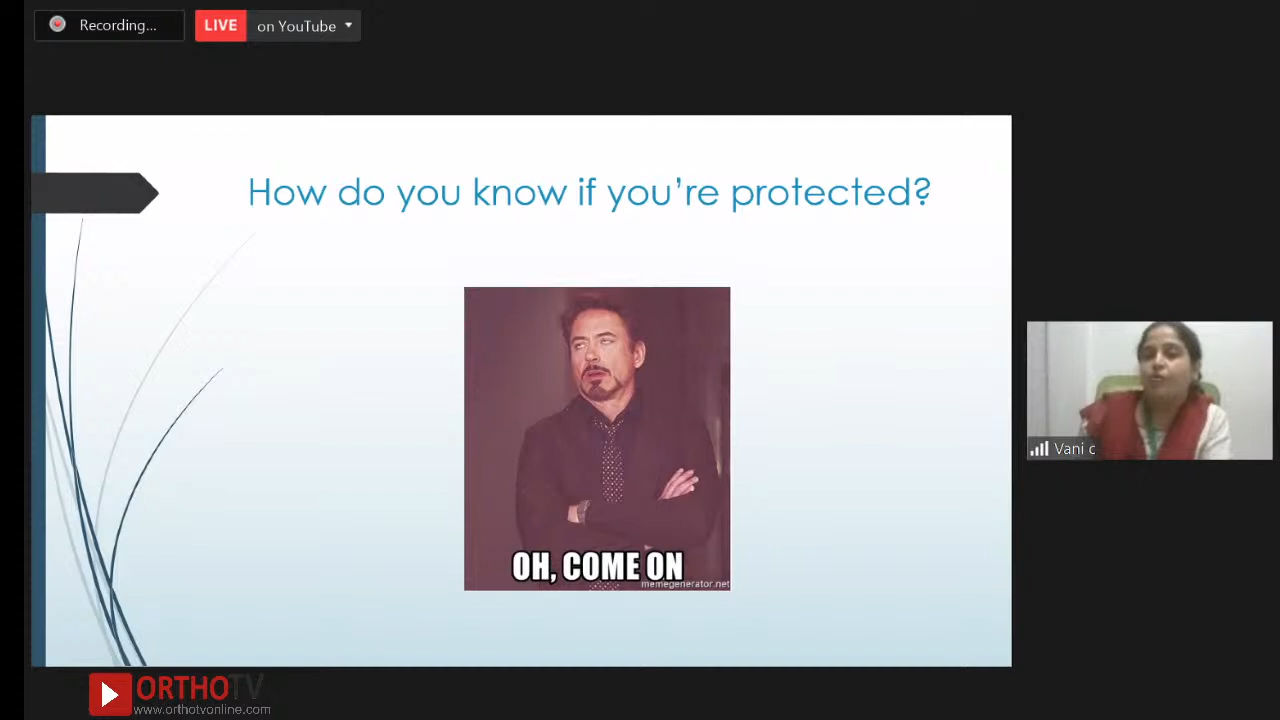 Recording...
LIVE on YouTube
How do you know if you're protected?
OH, COME ON
memegenerator.net
Vani c
ORTHOTV
www.orthotvonline.com